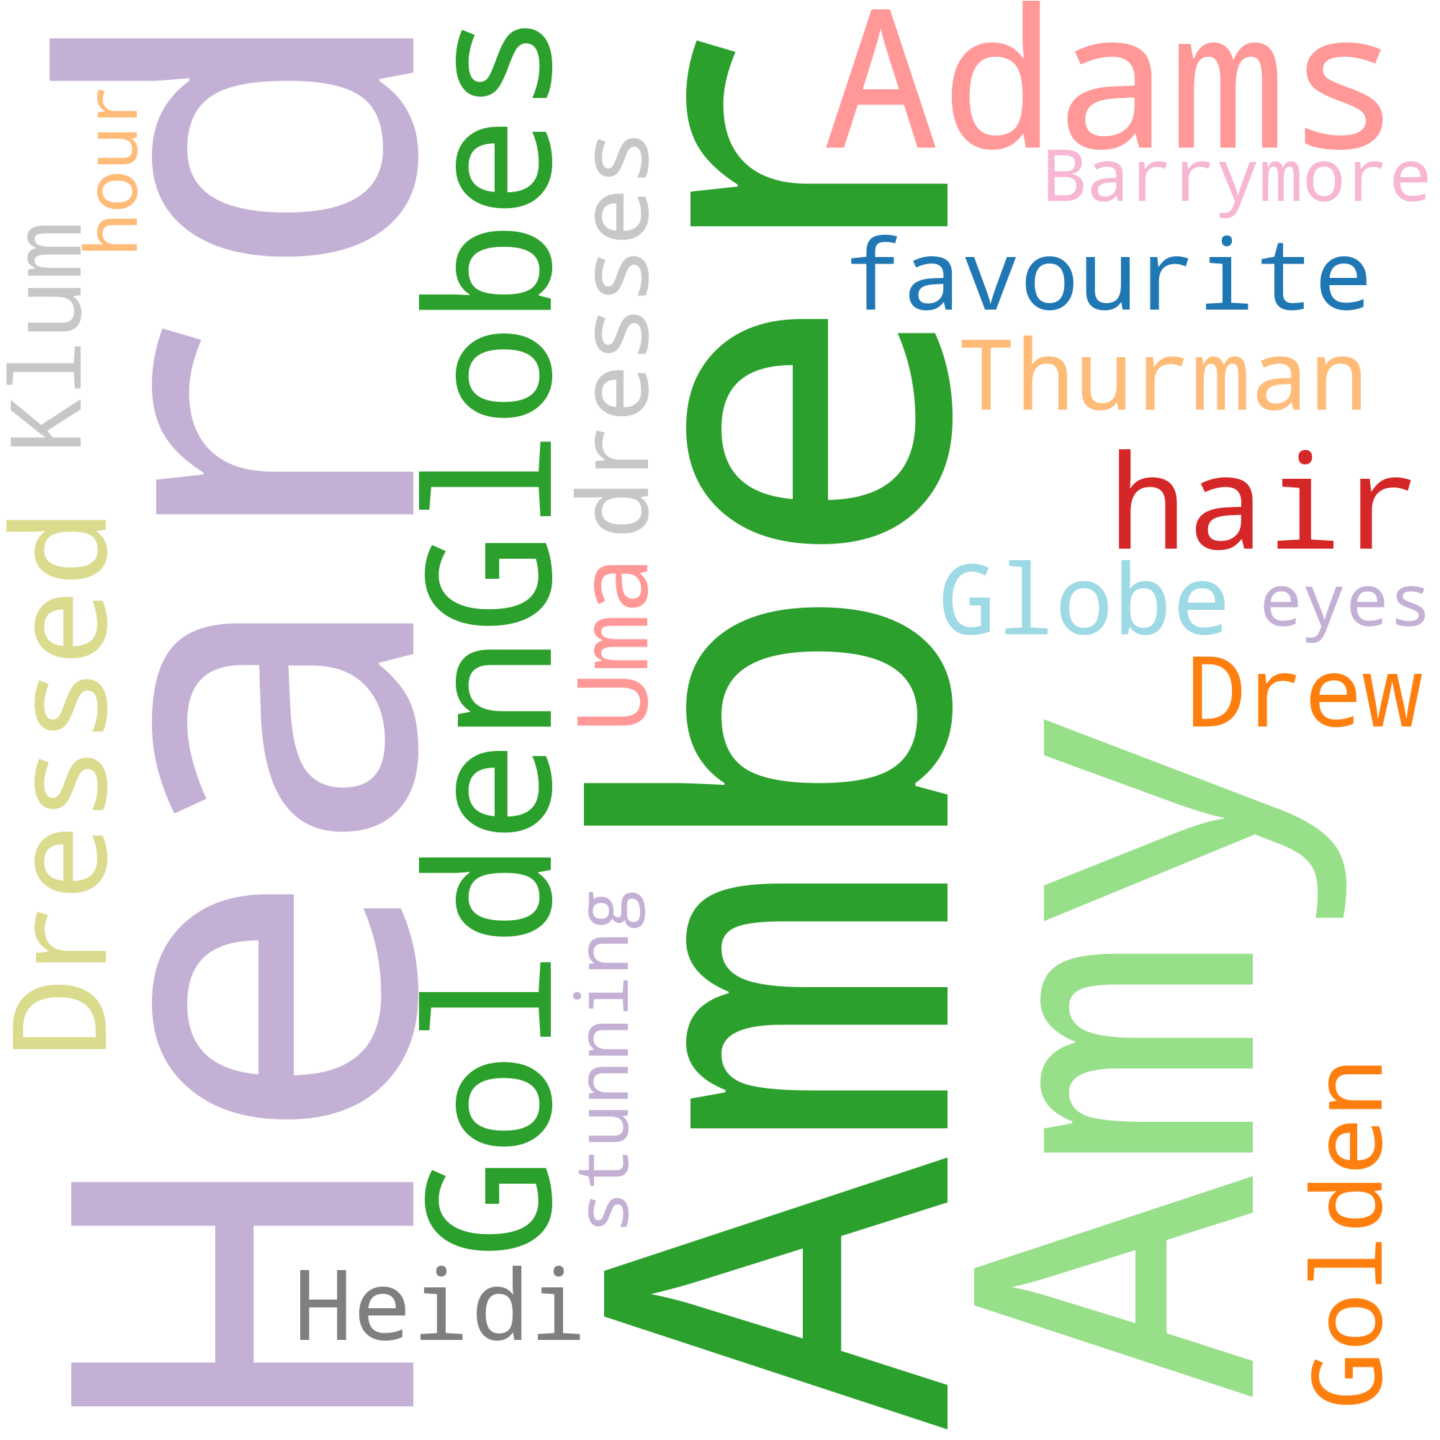 Adams
Barrymore
favourite
Thurman
hair
Globe
eyes
Drew
Amy
Golden
Amber
dresses
Uma
stunning
GoldenGlobes
Heard
Heidi
hour
Klum
Dressed